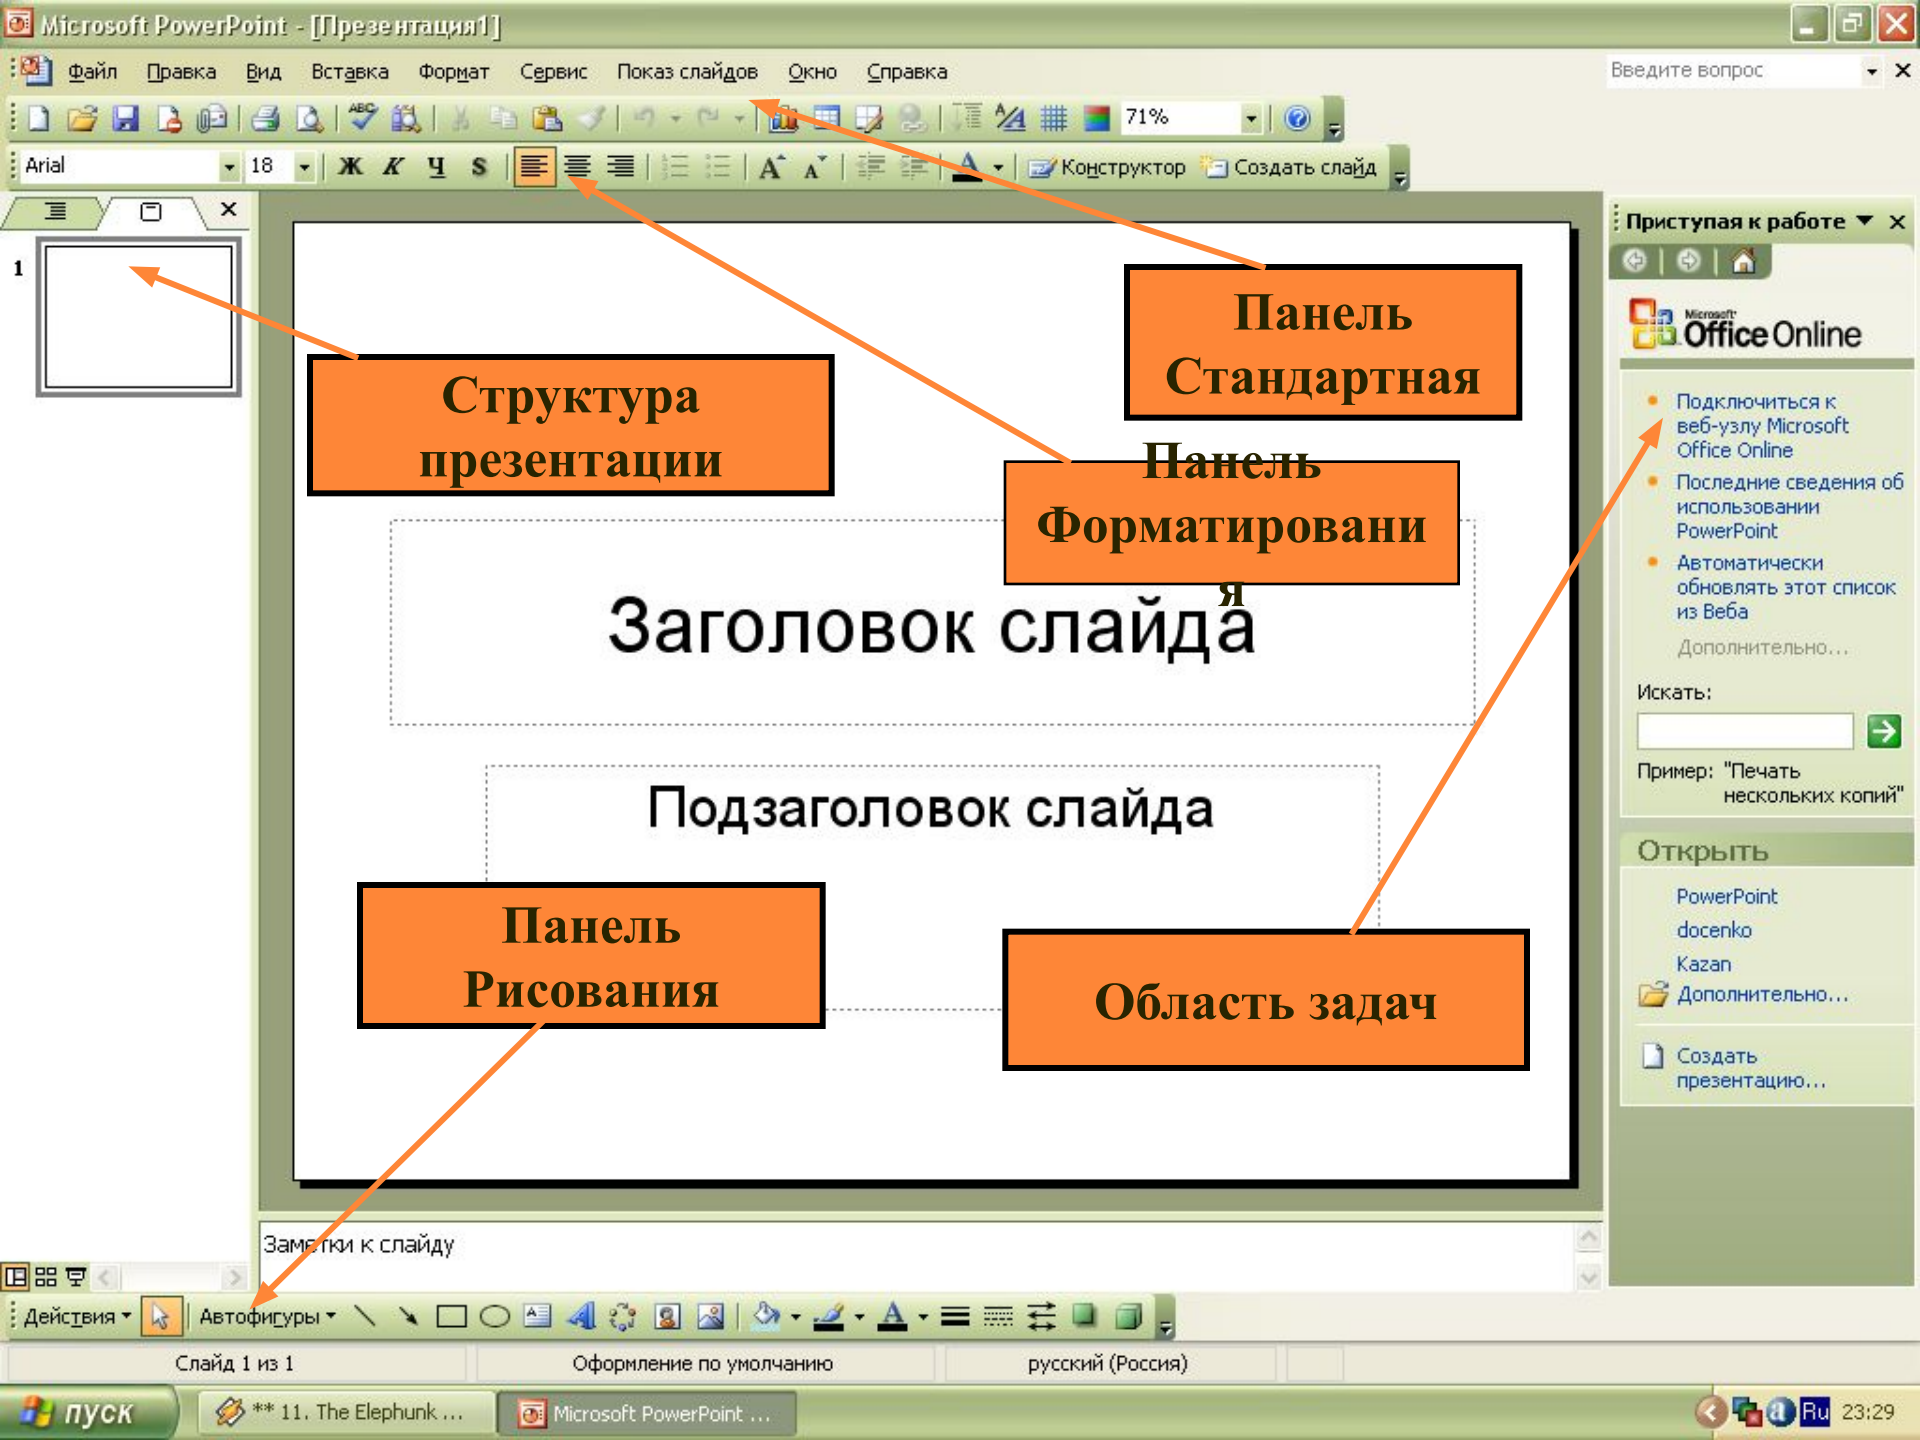 Microsoft PowerPoint - [Презентация1]
Файл Правка Вид Вставка Формат Сервис Показ слайдов Окно Справка
Введите вопрос
71%
Arial 18 Ж К Ч S
Конструктор Создать слайд
1
Приступая к работе
Microsoft
Office Online
Подключиться к
веб-узлу Microsoft
Office Online
Последние сведения об
использовании
PowerPoint
Автоматически
обновлять этот список
из Веба
Дополнительно...
Искать:
Пример: "Печать
нескольких копий"
Открыть
PowerPoint
docenko
Kazan
Дополнительно...
Создать
презентацию...
Панель
Стандартная
Структура
презентации
Панель
Форматировани
я
Заголовок слайда
Подзаголовок слайда
Панель
Рисования
Область задач
Заметки к слайду
Действия Автофигуры
Слайд 1 из 1 Оформление по умолчанию русский (Россия)
пуск ** 11. The Elephunk ... Microsoft PowerPoint ... Ru 23:29